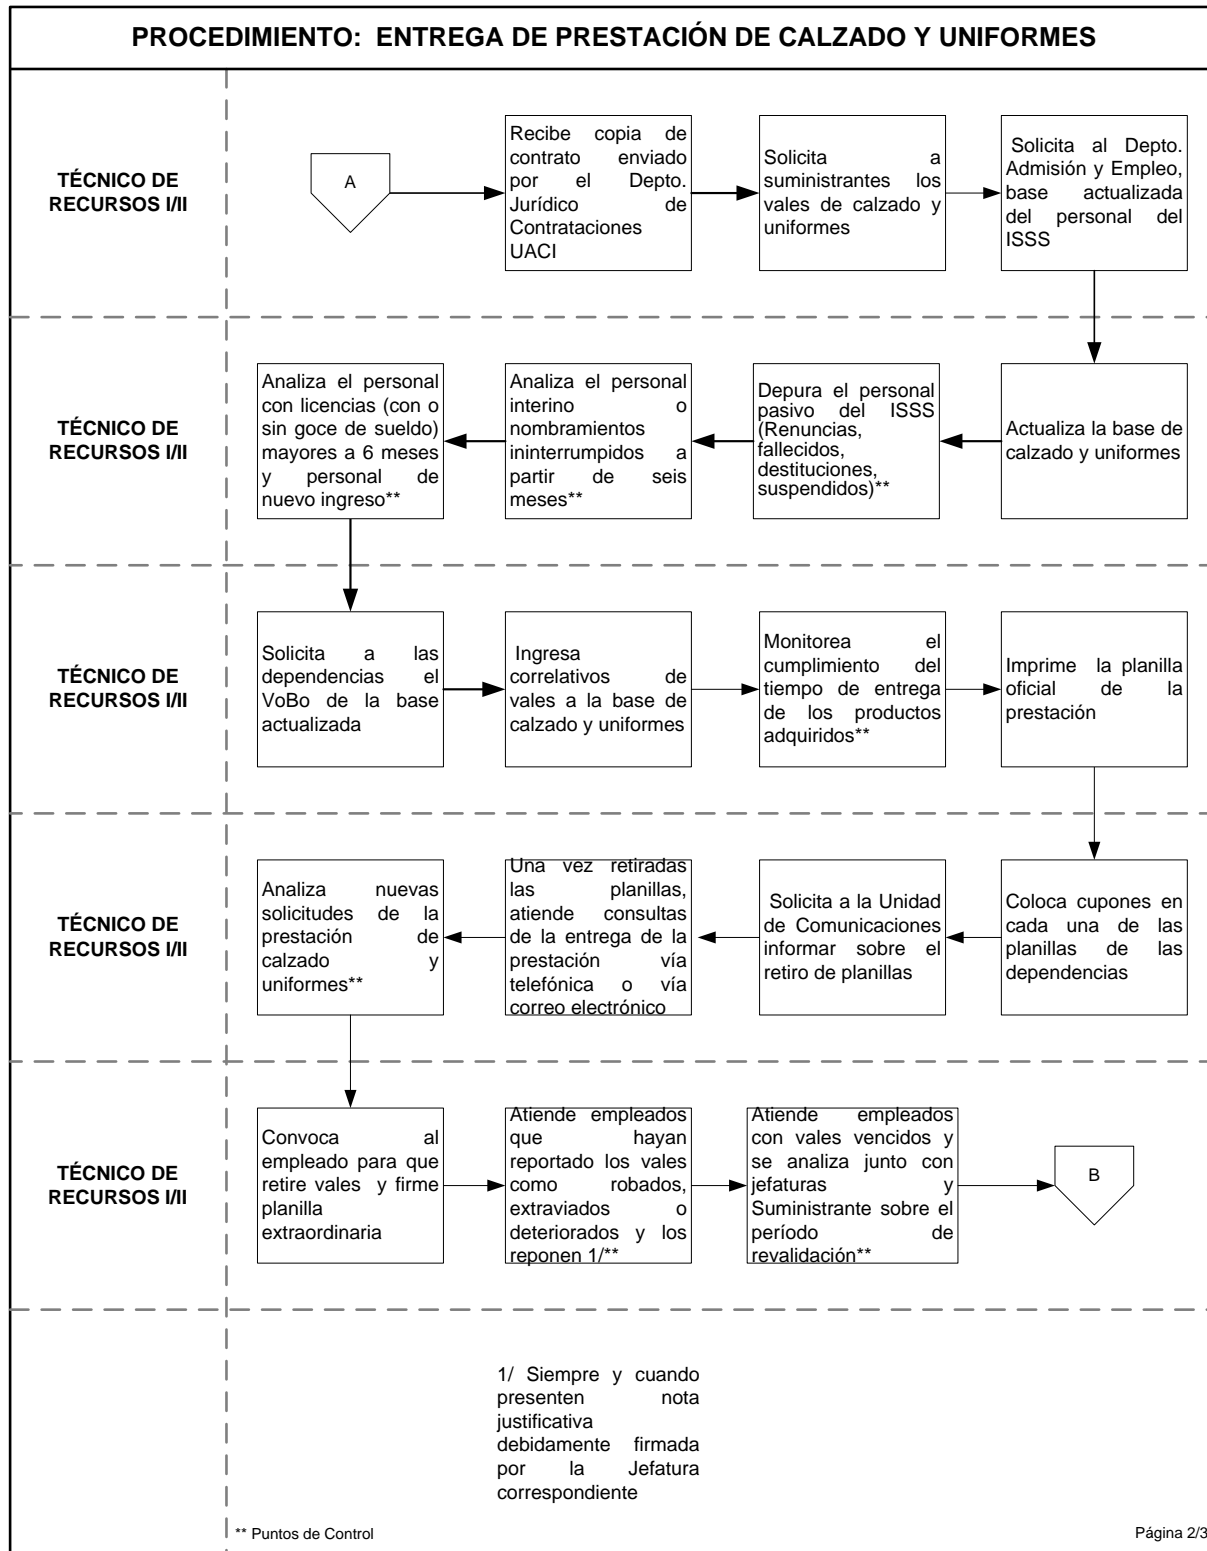 PROCEDIMIENTO: ENTREGA DE PRESTACIÓN DE CALZADO Y UNIFORMES
TÉCNICO DE
RECURSOS I/II
A
Recibe copia de
contrato enviado
por el Depto.
Jurídico de
Contrataciones
UACI
Solicita a
suministrantes los
vales de calzado y
uniformes
Solicita al Depto.
Admisión y Empleo,
base actualizada
del personal del
ISSS
TÉCNICO DE
RECURSOS I/II
Analiza el personal
con licencias (con o
sin goce de sueldo)
mayores a 6 meses
y personal de
nuevo ingreso**
Analiza el personal
interino o
nombramientos
ininterrumpidos a
partir de seis
meses**
Depura el personal
pasivo del ISSS
(Renuncias,
fallecidos,
destituciones,
suspendidos)**
Actualiza la base de
calzado y uniformes
TÉCNICO DE
RECURSOS I/II
Solicita a las
dependencias el
VoBo de la base
actualizada
Ingresa
correlativos de
vales a la base de
calzado y uniformes
Monitorea el
cumplimiento del
tiempo de entrega
de los productos
adquiridos**
Imprime la planilla
oficial de la
prestación
TÉCNICO DE
RECURSOS I/II
Analiza nuevas
solicitudes de la
prestación de
calzado y
uniformes**
Una vez retiradas
las planillas,
atiende consultas
de la entrega de la
prestación vía
telefónica o vía
correo electrónico
Solicita a la Unidad
de Comunicaciones
informar sobre el
retiro de planillas
Coloca cupones en
cada una de las
planillas de las
dependencias
TÉCNICO DE
RECURSOS I/II
Convoca al
empleado para que
retire vales y firme
planilla
extraordinaria
Atiende empleados
que hayan
reportado los vales
como robados,
extraviados o
deteriorados y los
reponen 1/**
Atiende empleados
con vales vencidos y
se analiza junto con
jefaturas y
Suministrante sobre el
período de
revalidación**
B
1/ Siempre y cuando
presenten nota
justificativa
debidamente firmada
por la Jefatura
correspondiente
** Puntos de Control
Página 2/3